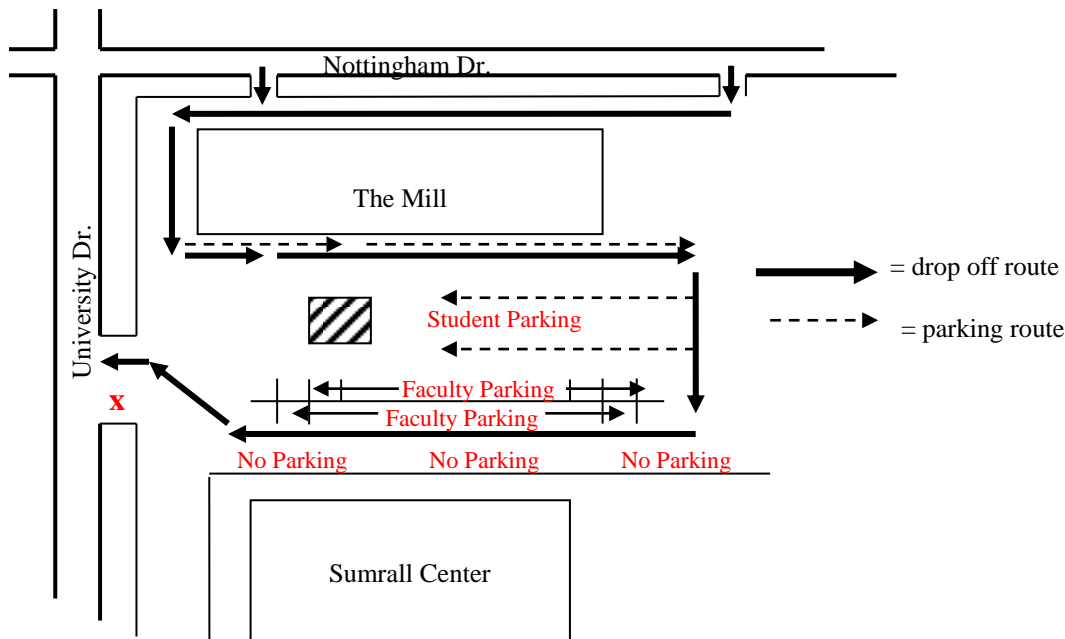 Nottingham Dr.
The Mill
University Dr.
= drop off route
Student Parking
= parking route
Faculty Parking
x
Faculty Parking
No Parking No Parking No Parking
Sumrall Center